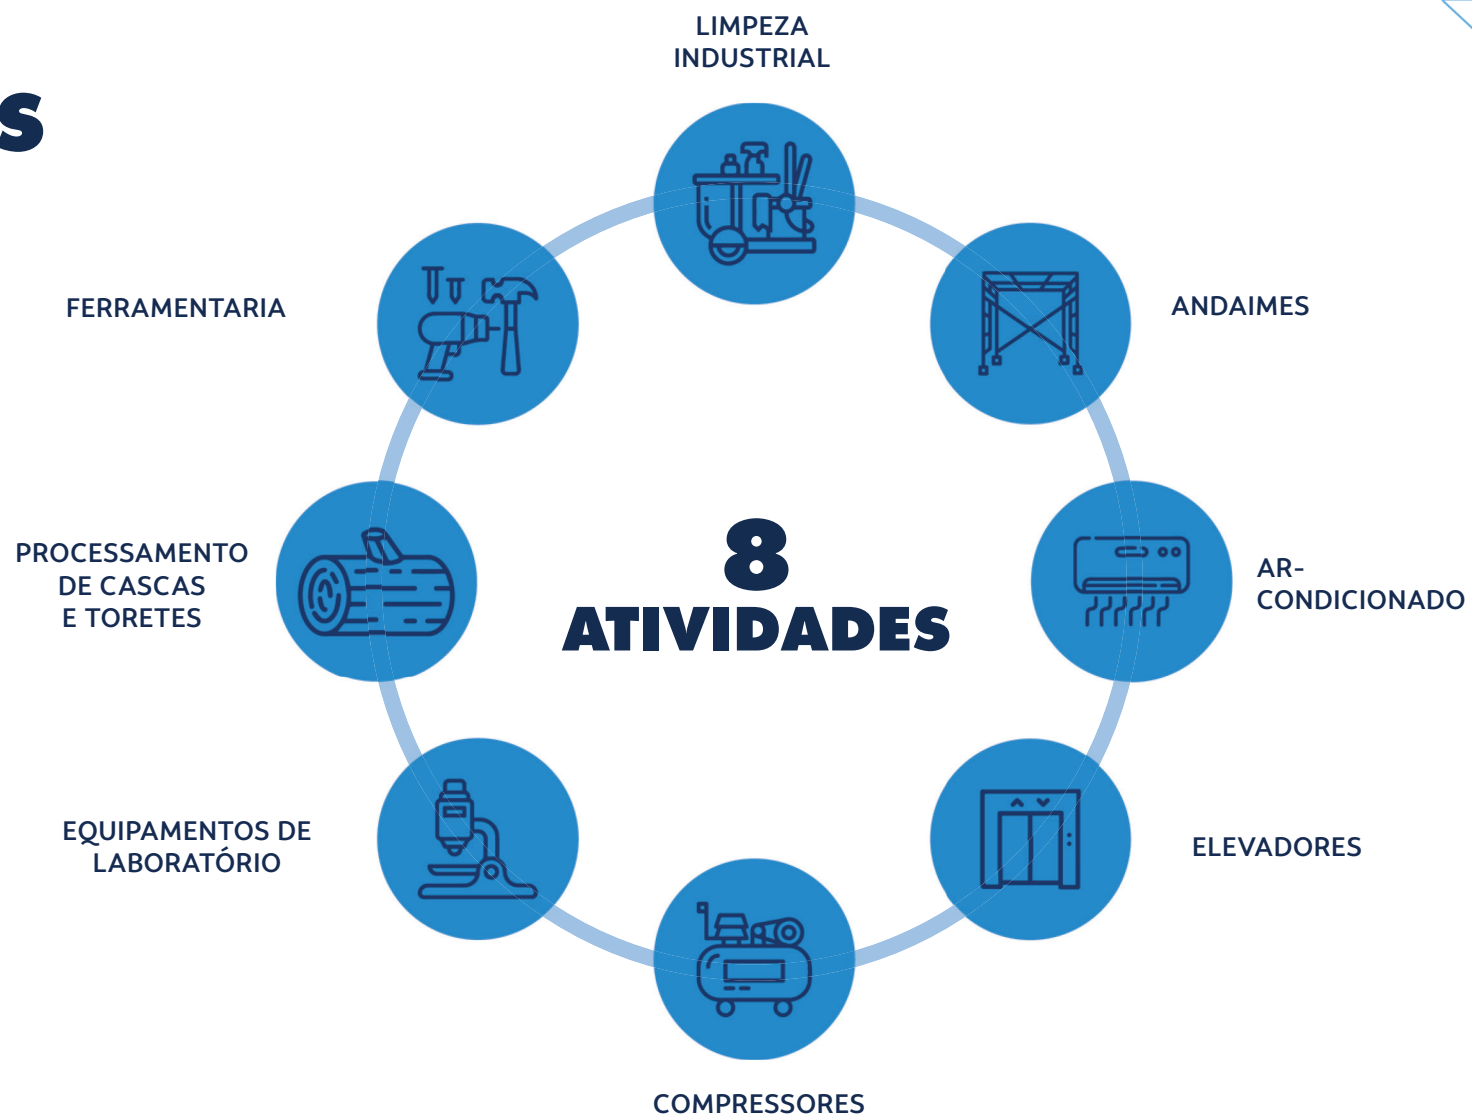 LIMPEZA
INDUSTRIAL
S
ANDAIMES
FERRAMENTARIA
PROCESSAMENTO
DE CASCAS
E TORETES
8
ATIVIDADES
AR-
CONDICIONADO
EQUIPAMENTOS DE
LABORATÓRIO
ELEVADORES
COMPRESSORES